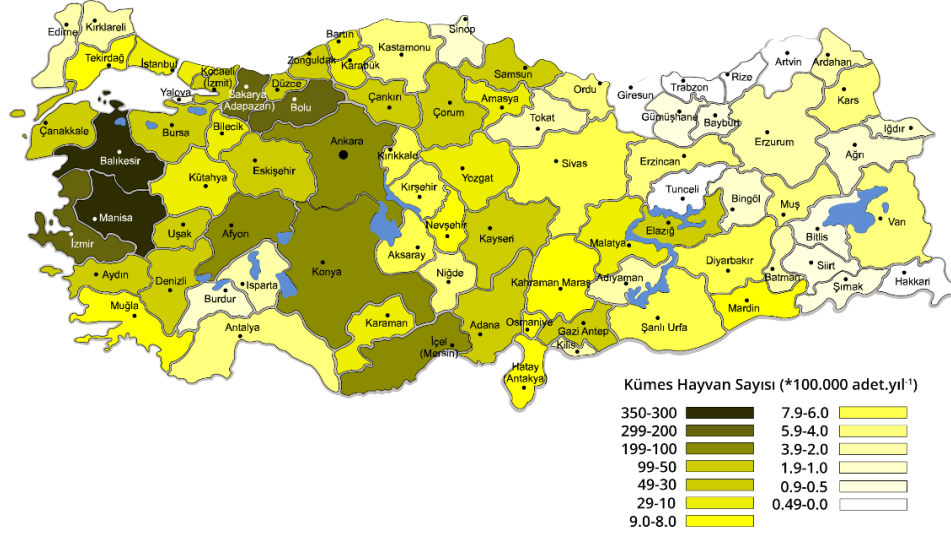 Edirne
Kırklareli
Tekirdağ
İstanbul
Kocaeli
(İzmit)
Yalova
Sakarya
(Adapazarı)
Düzce
Bolu
Zonguldak
Bartın
Karabük
Kastamonu
Sinop
Samsun
Ordu
Giresun
Trabzon
Rize
Artvin
Ardahan
Kars
Iğdır
Ağrı
Gümüşhane
Bayburt
Erzurum
Erzincan
Tunceli
Bingöl
Muş
Bitlis
Van
Hakkari
Siirt
Şırnak
Batman
Mardin
Diyarbakır
Elazığ
Malatya
Adıyaman
Şanlı Urfa
Gazi Antep
Kilis
Osmaniye
Hatay
(Antakya)
Kahraman Maraş
Adana
İçel
(Mersin)
Karaman
Konya
Niğde
Aksaray
Nevşehir
Kayseri
Sivas
Tokat
Amasya
Çorum
Yozgat
Kırşehir
Kırıkkale
Çankırı
Ankara
Eskişehir
Bilecik
Bursa
Çanakkale
Balıkesir
Kütahya
Manisa
İzmir
Uşak
Afyon
Aydın
Denizli
Muğla
Burdur
Isparta
Antalya
Kümes Hayvan Sayısı (*100.000 adet.yıl⁻¹)
350-300
299-200
199-100
99-50
49-30
29-10
9.0-8.0
7.9-6.0
5.9-4.0
3.9-2.0
1.9-1.0
0.9-0.5
0.49-0.0